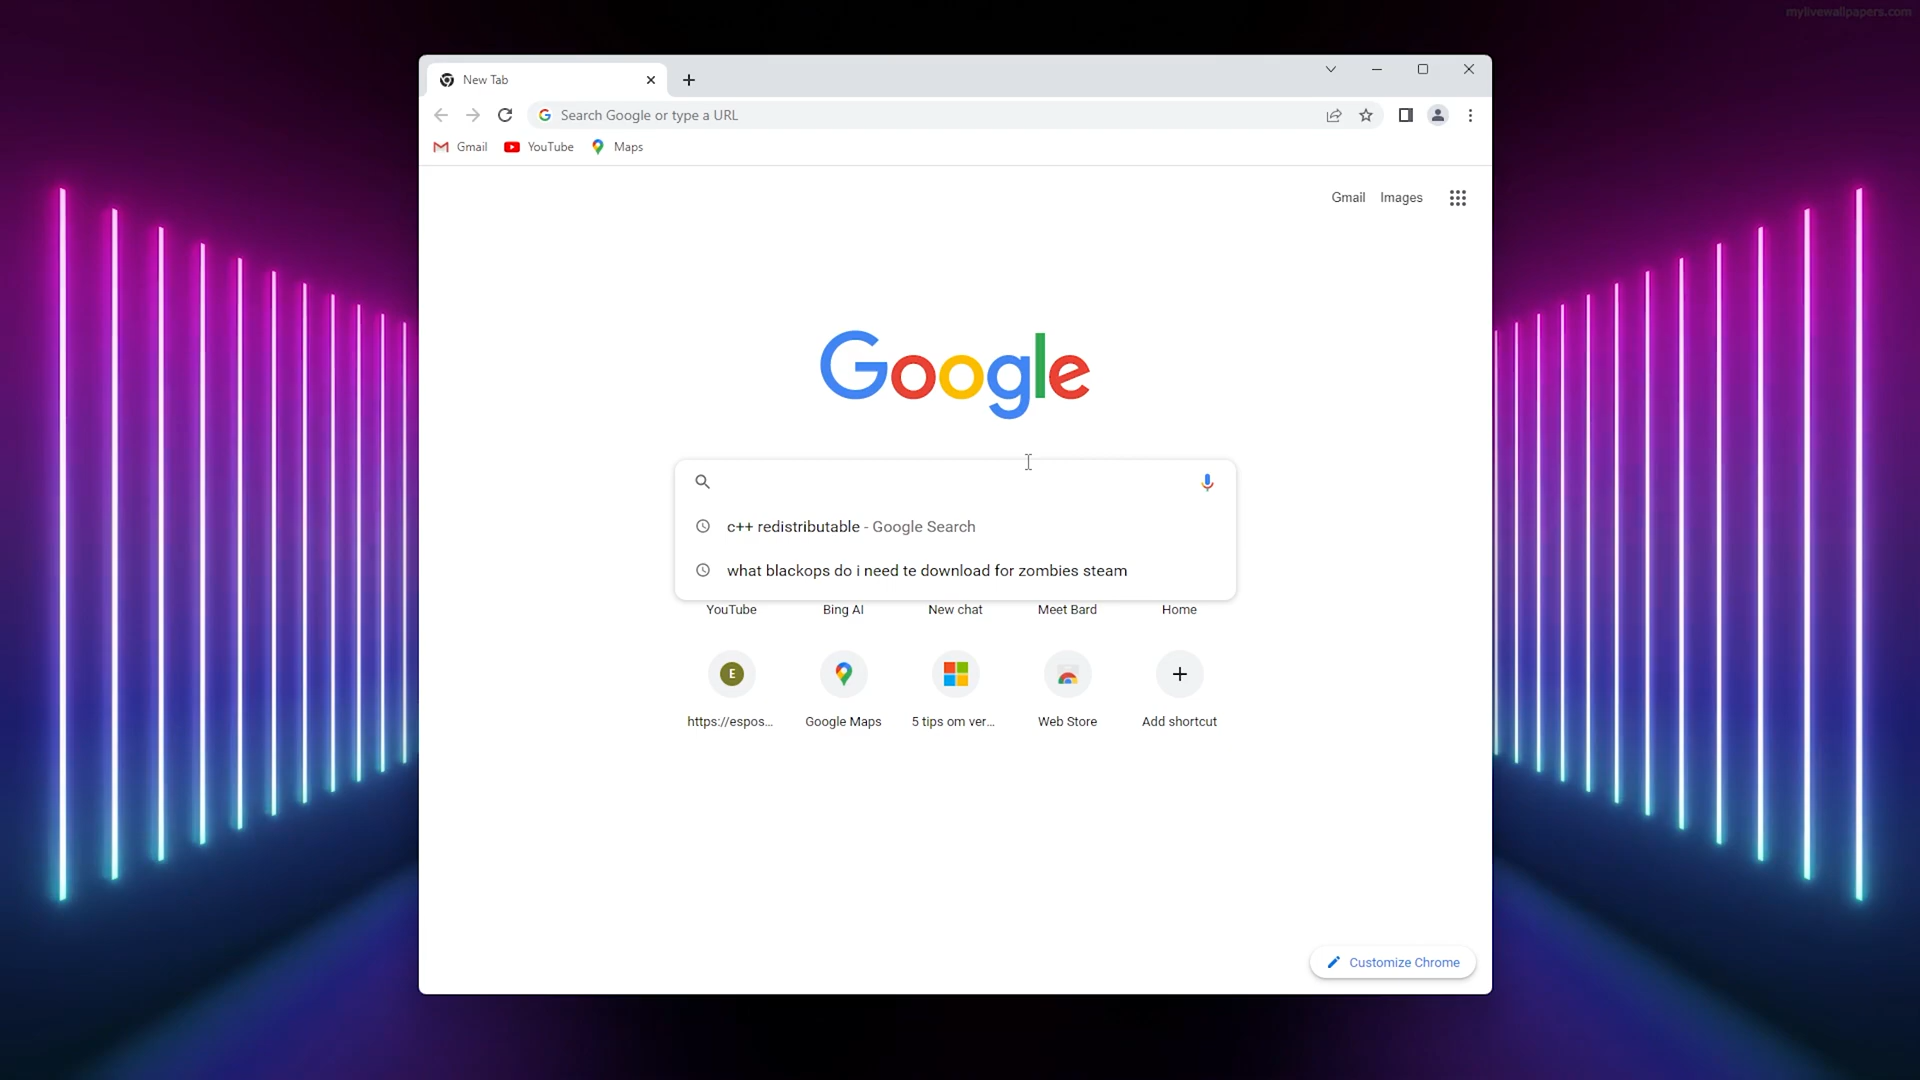 mylivewallpapers.com
New Tab
Search Google or type a URL
Gmail YouTube Maps
Gmail Images
Google
c++ redistributable - Google Search
what blackops do i need te download for zombies steam
YouTube Bing AI New chat Meet Bard Home
E
https://espos... Google Maps 5 tips om ver... Web Store Add shortcut
Customize Chrome